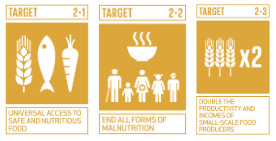 TARGET 2·1
UNIVERSAL ACCESS TO
SAFE AND NUTRITIOUS
FOOD
TARGET 2·2
END ALL FORMS OF
MALNUTRITION
TARGET 2·3
x2
DOUBLE THE
PRODUCTIVITY AND
INCOMES OF
SMALL-SCALE FOOD
PRODUCERS